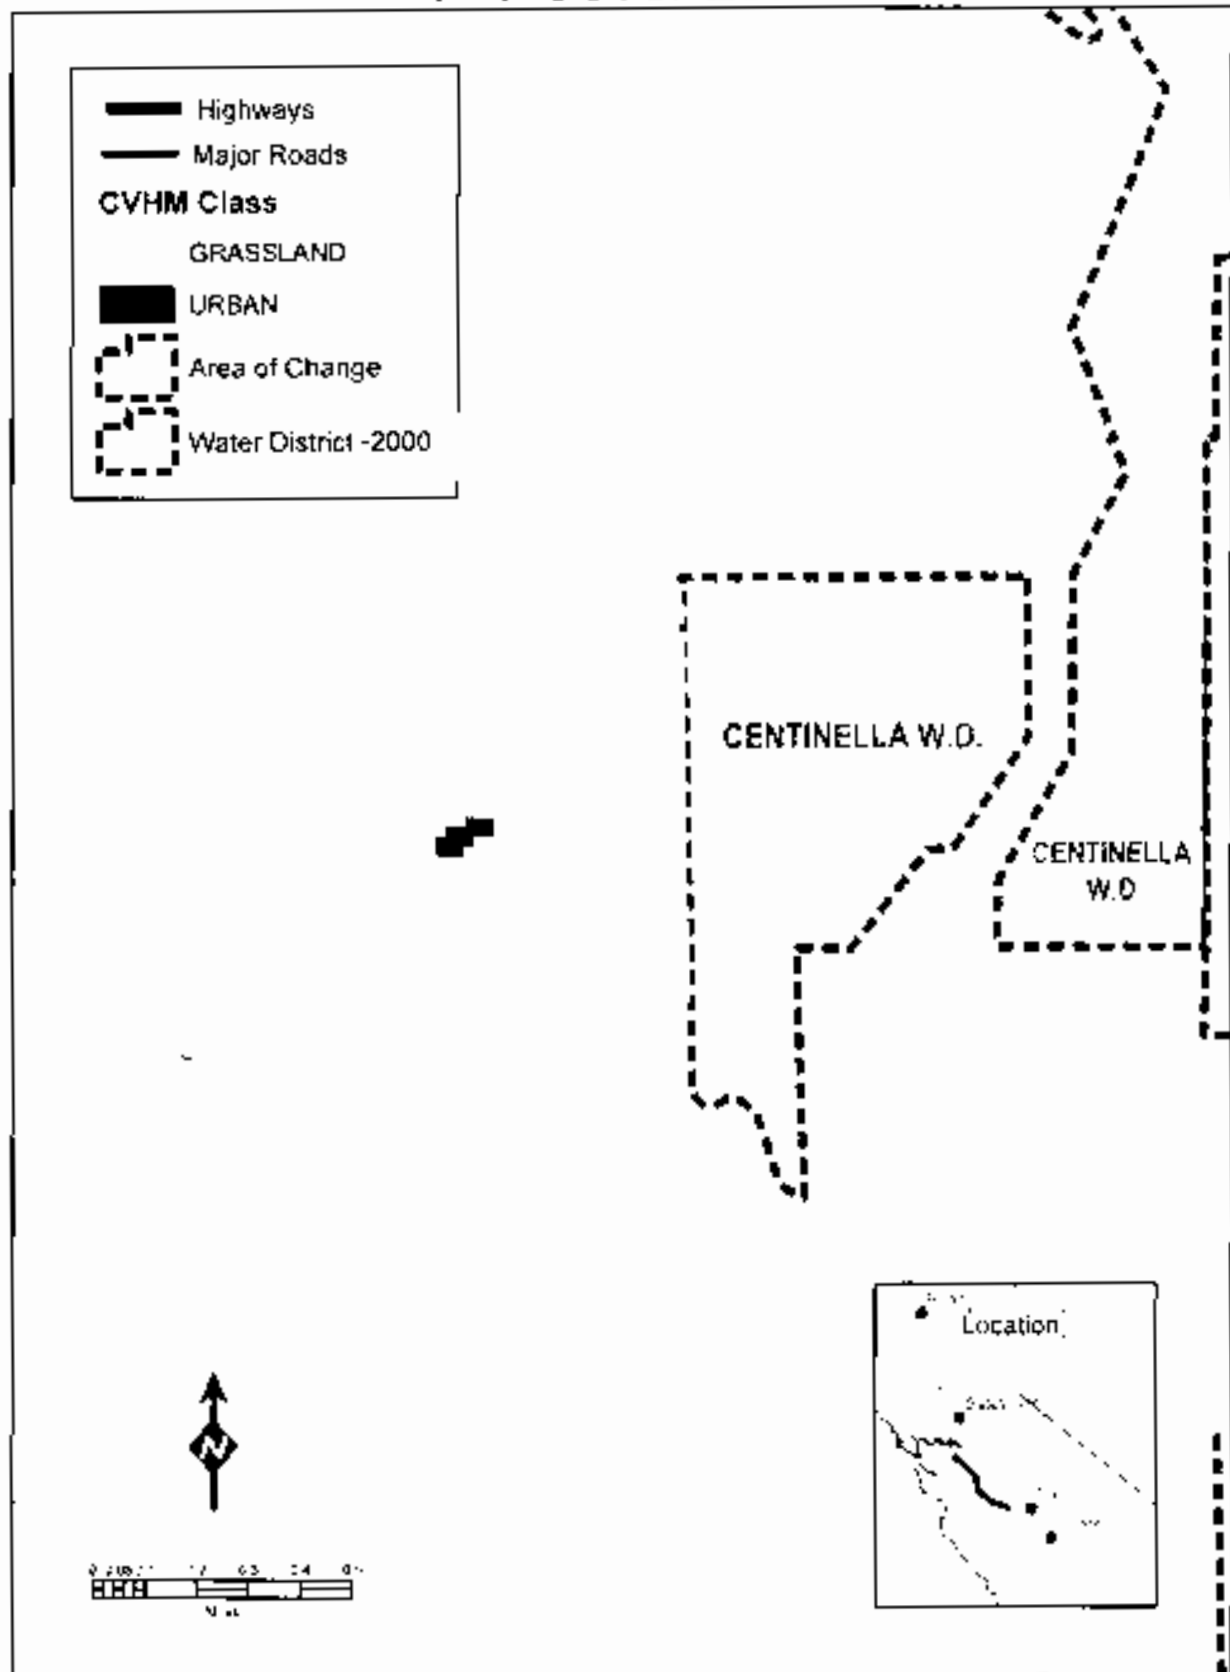 Highways
Major Roads
CVHM Class
GRASSLAND
URBAN
Area of Change
Water District -2000
CENTINELLA W.D.
CENTINELLA
W.D
Location
N